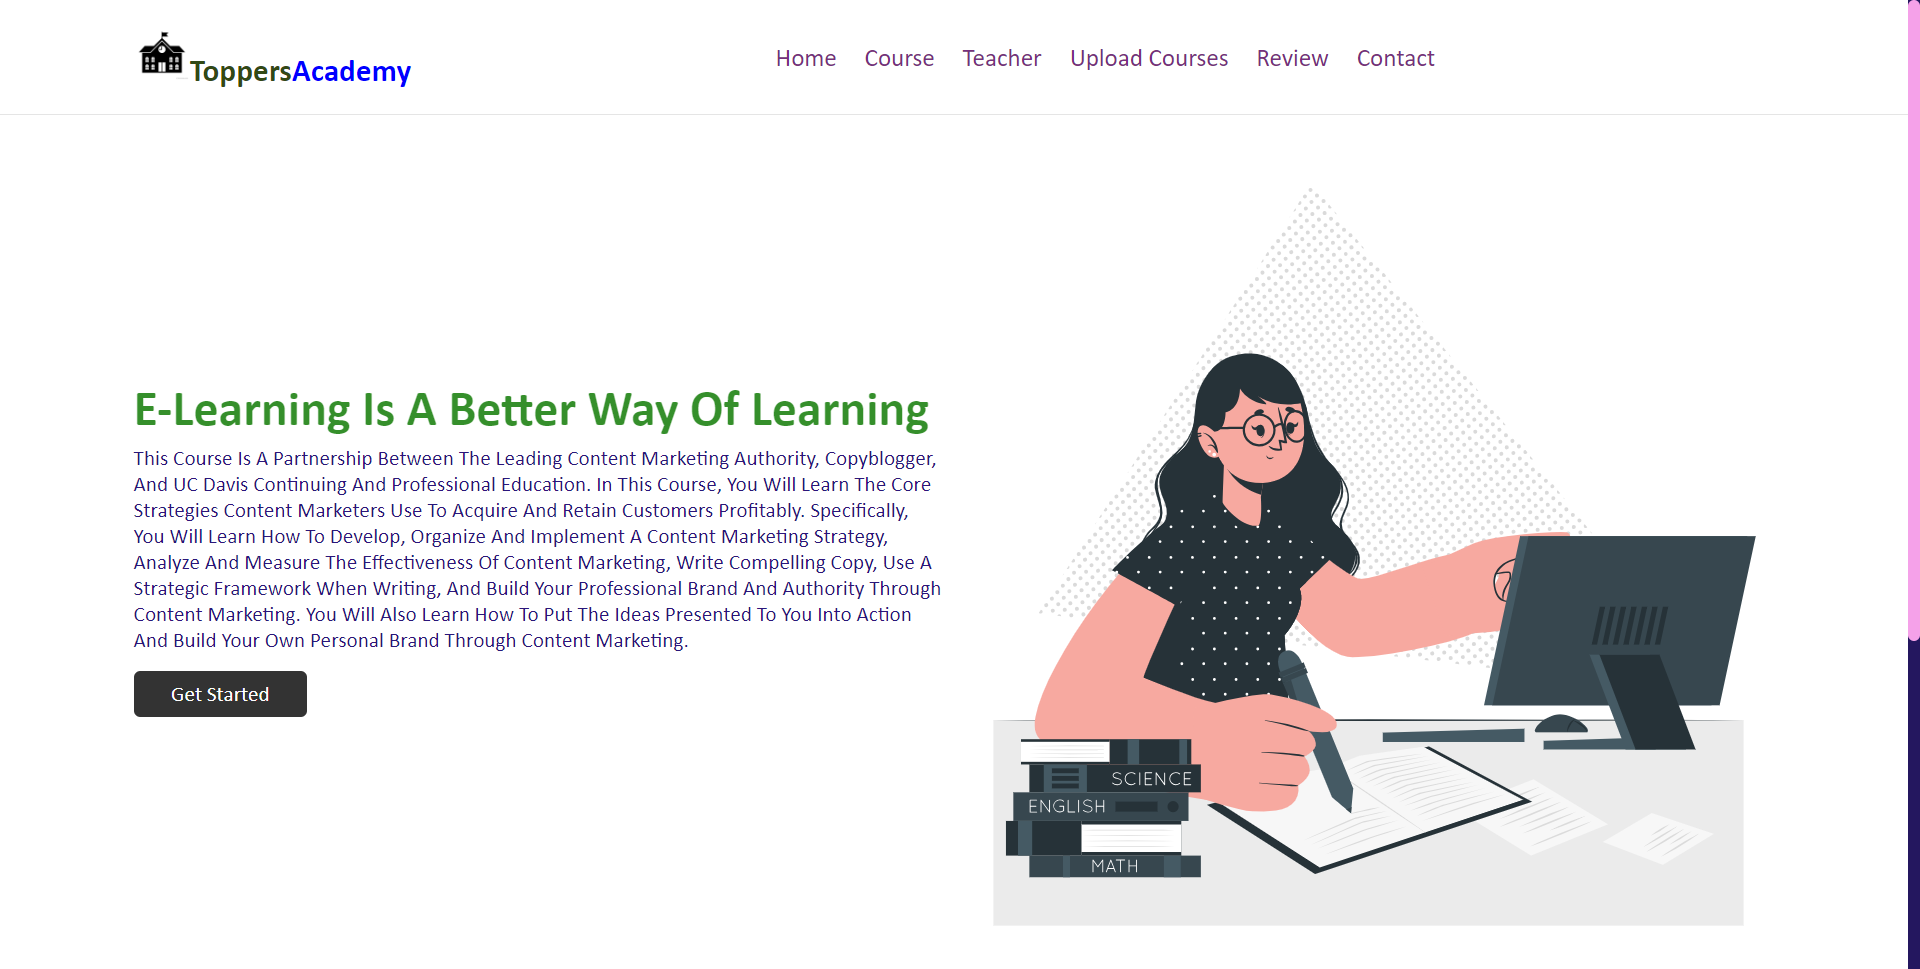 ToppersAcademy
Home Course Teacher Upload Courses Review Contact
E-Learning Is A Better Way Of Learning
This Course Is A Partnership Between The Leading Content Marketing Authority, Copyblogger,
And UC Davis Continuing And Professional Education. In This Course, You Will Learn The Core
Strategies Content Marketers Use To Acquire And Retain Customers Profitably. Specifically,
You Will Learn How To Develop, Organize And Implement A Content Marketing Strategy,
Analyze And Measure The Effectiveness Of Content Marketing, Write Compelling Copy, Use A
Strategic Framework When Writing, And Build Your Professional Brand And Authority Through
Content Marketing. You Will Also Learn How To Put The Ideas Presented To You Into Action
And Build Your Own Personal Brand Through Content Marketing.
Get Started
SCIENCE
ENGLISH
MATH